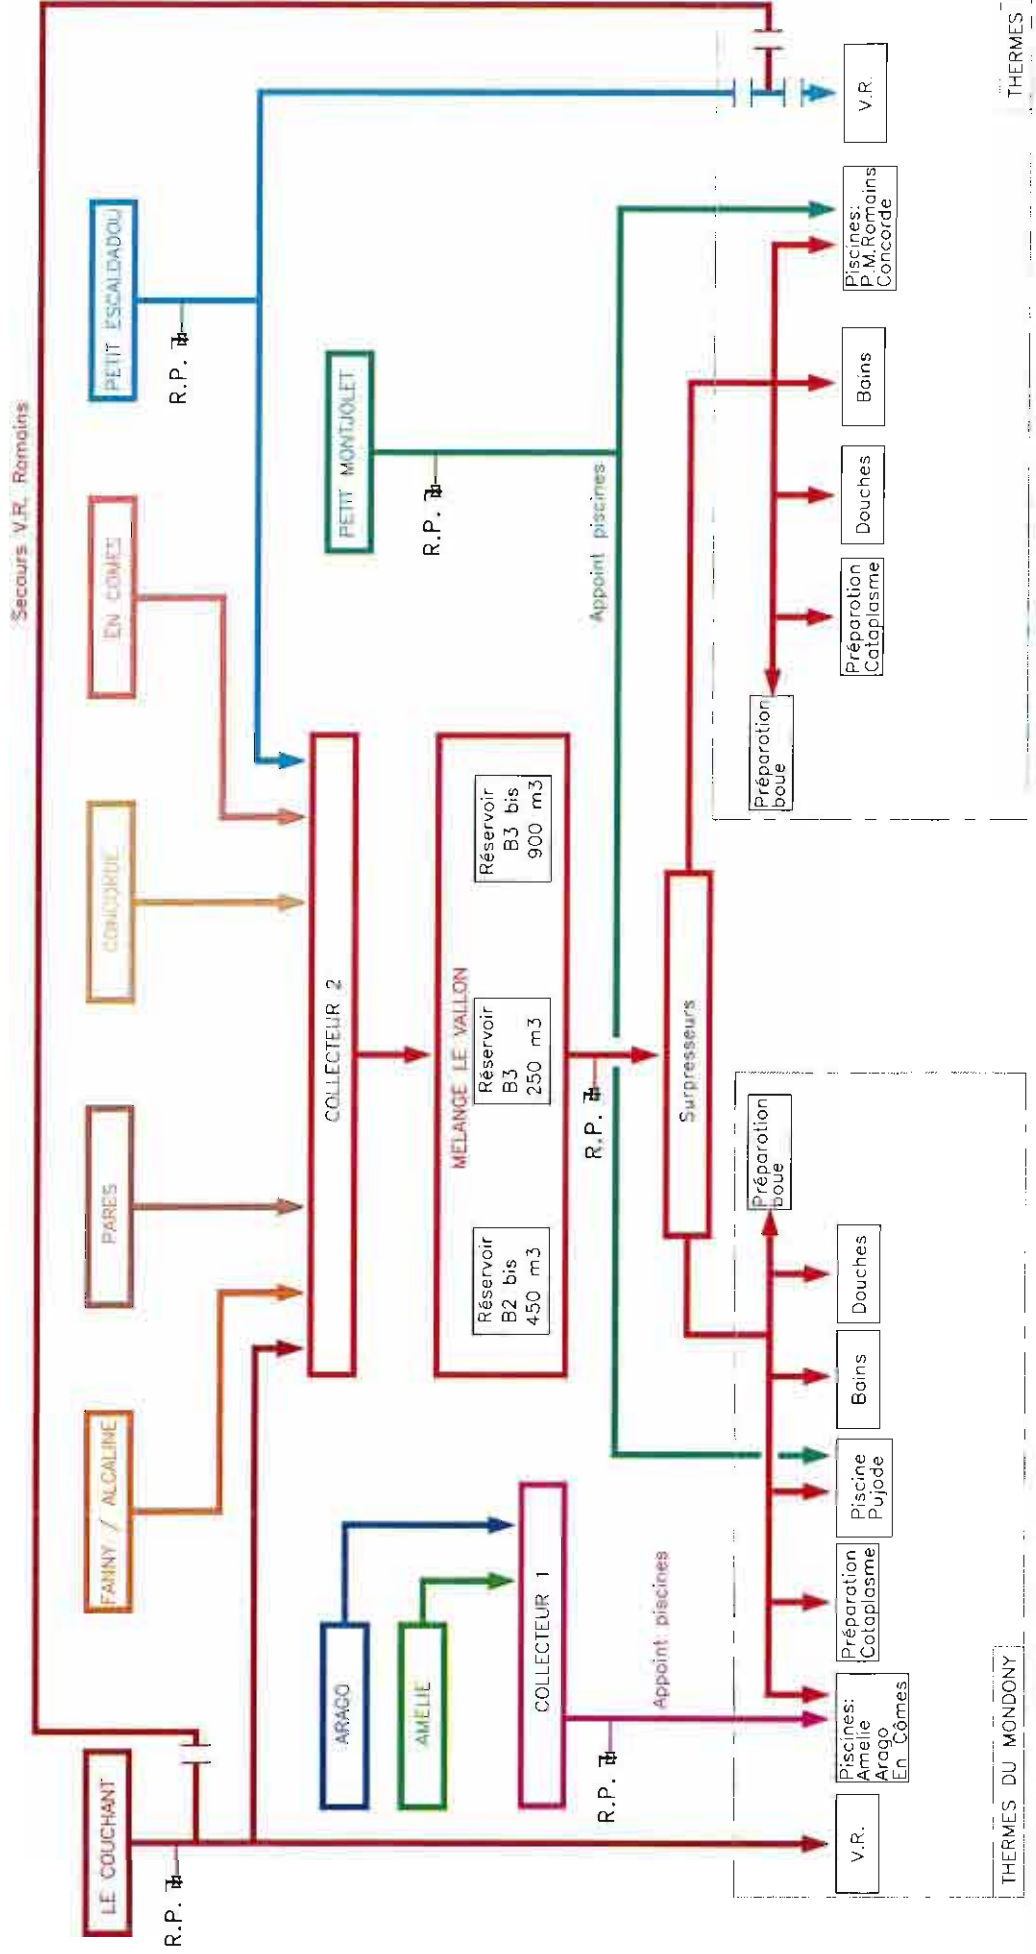 Secours V.R. Romains
LE COUCHANT
FANNY / ALCALINE
PARES
CONCORDE
EN COMES
PETIT ESCALDADOU
R.P.
R.P.
ARAGO
AMELIE
COLLECTEUR 2
PETIT MONTJOLET
R.P.
MELANGE LE VALLON
Réservoir
B2 bis
450 m3
Réservoir
B3
250 m3
Réservoir
B3 bis
900 m3
COLLECTEUR 1
R.P.
R.P.
Appoint piscines
Appoint piscines
Surpresseurs
Préparation
boue
Préparation
boue
V.R.
Piscines:
Amelie
Arago
En Cômes
Préparation
Cataplasme
Piscine
Pujode
Bains
Douches
Préparation
Cataplasme
Douches
Bains
Piscines:
P.M.Romains
Concorde
V.R.
THERMES DU MONDONY
THERMES